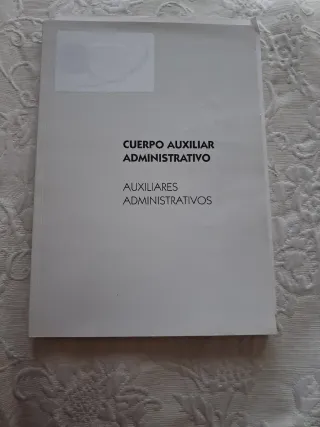 CUERPO AUXILIAR
ADMINISTRATIVO
AUXILIARES
ADMINISTRATIVOS